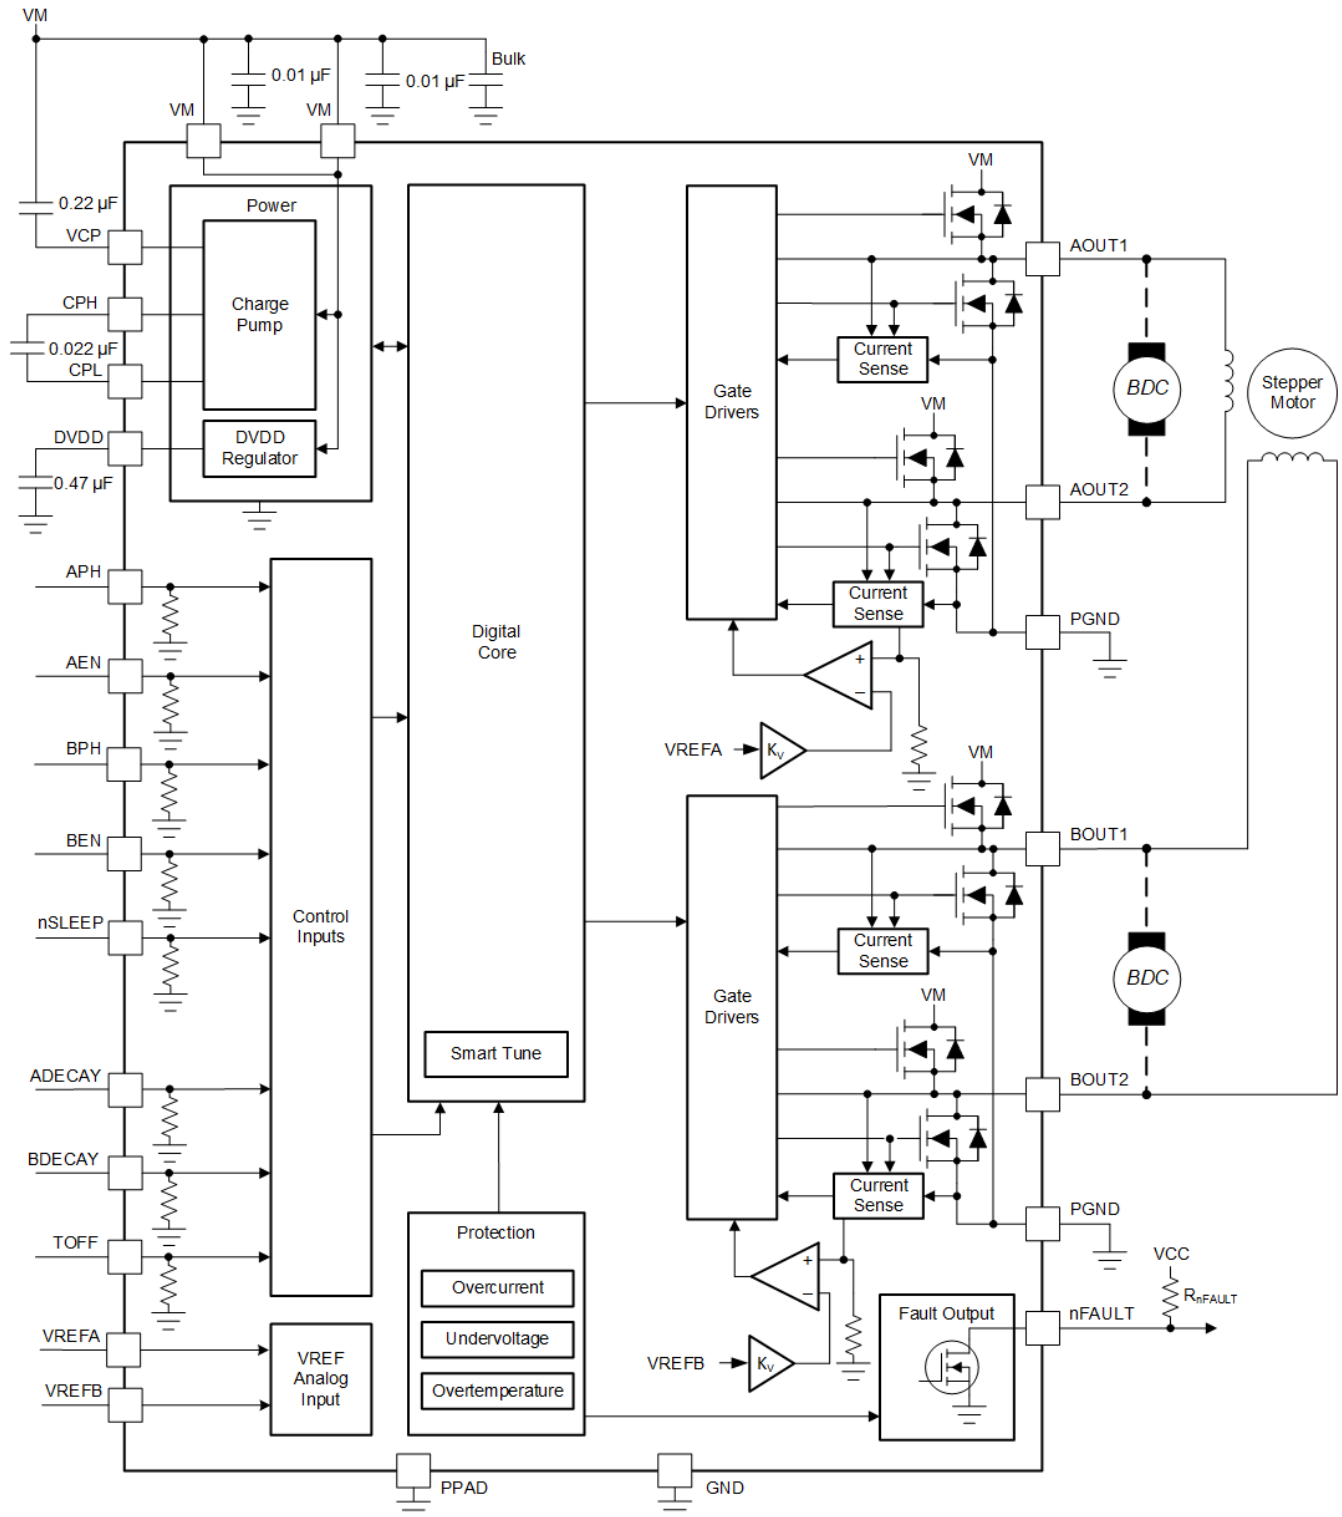 VM
Bulk
0.01 µF
0.01 µF
VM
VM
VM
0.22 µF
Power
VCP
AOUT1
CPH
Charge
Pump
0.022 µF
CPL
Current
Sense
Gate
Drivers
BDC
Stepper
Motor
VM
DVDD
DVDD
Regulator
0.47 µF
AOUT2
APH
Current
Sense
PGND
Digital
Core
AEN
+
−
BPH
VREFA
KV
VM
BEN
BOUT1
nSLEEP
Control
Inputs
Current
Sense
Gate
Drivers
BDC
VM
Smart Tune
ADECAY
BOUT2
BDECAY
Current
Sense
PGND
Protection
TOFF
+
−
VCC
Overcurrent
RnFAULT
Fault Output
nFAULT
VREFA
Undervoltage
VREF
Analog
Input
VREFB
KV
VREFB
Overtemperature
PPAD
GND